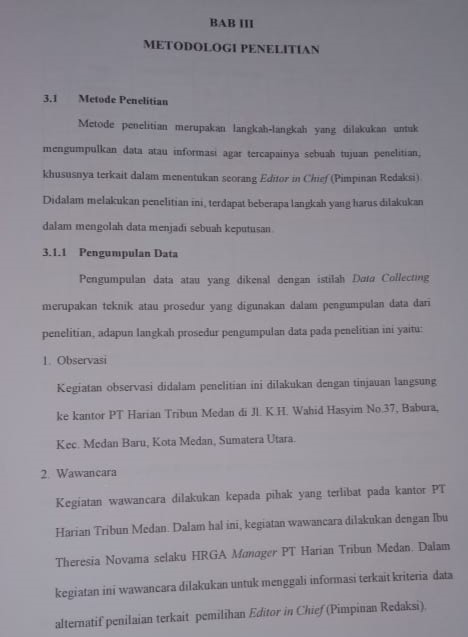 BAB III
METODOLOGI PENELITIAN
3.1 Metode Penelitian
Metode penelitian merupakan langkah-langkah yang dilakukan untuk
mengumpulkan data atau informasi agar tercapainya sebuah tujuan penelitian,
khususnya terkait dalam menentukan seorang Editor in Chief (Pimpinan Redaksi).
Didalam melakukan penelitian ini, terdapat beberapa langkah yang harus dilakukan
dalam mengolah data menjadi sebuah keputusan.
3.1.1 Pengumpulan Data
Pengumpulan data atau yang dikenal dengan istilah Data Collecting
merupakan teknik atau prosedur yang digunakan dalam pengumpulan data dari
penelitian, adapun langkah prosedur pengumpulan data pada penelitian ini yaitu:
1. Observasi
Kegiatan observasi didalam penelitian ini dilakukan dengan tinjauan langsung
ke kantor PT Harian Tribun Medan di Jl. K.H. Wahid Hasyim No.37, Babura,
Kec. Medan Baru, Kota Medan, Sumatera Utara.
2. Wawancara
Kegiatan wawancara dilakukan kepada pihak yang terlibat pada kantor PT
Harian Tribun Medan. Dalam hal ini, kegiatan wawancara dilakukan dengan Ibu
Theresia Novama selaku HRGA Manager PT Harian Tribun Medan. Dalam
kegiatan ini wawancara dilakukan untuk menggali informasi terkait kriteria data
alternatif penilaian terkait pemilihan Editor in Chief (Pimpinan Redaksi).